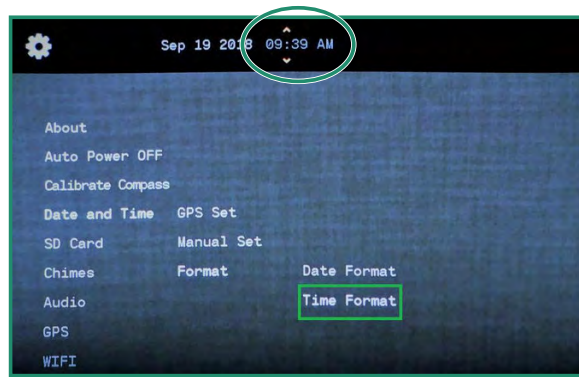 Sep 19 2018 09:39 AM
About
Auto Power OFF
Calibrate Compass
Date and Time GPS Set
SD Card Manual Set
Chimes Format Date Format
Audio Time Format
GPS
WIFI